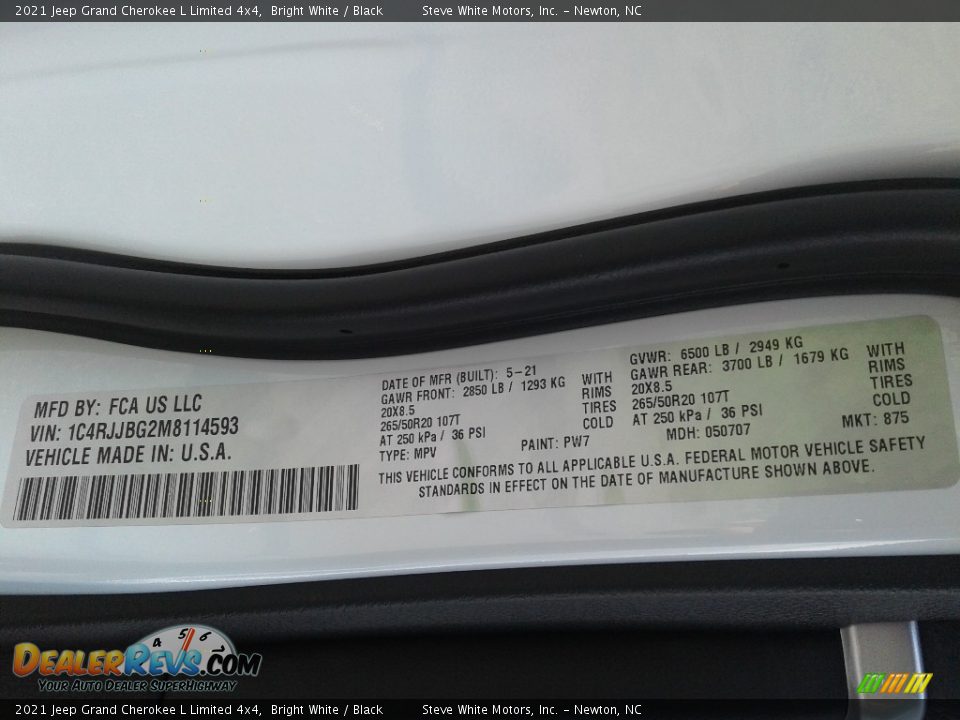 2021 Jeep Grand Cherokee L Limited 4x4, Bright White / Black Steve White Motors, Inc. – Newton, NC
MFD BY: FCA US LLC
VIN: 1C4RJJBG2M8114593
VEHICLE MADE IN: U.S.A.
DATE OF MFR (BUILT): 5-21
GAWR FRONT: 2850 LB / 1293 KG WITH
20X8.5 RIMS
265/50R20 107T TIRES
AT 250 kPa / 36 PSI COLD
TYPE: MPV PAINT: PW7
GVWR: 6500 LB / 2949 KG
GAWR REAR: 3700 LB / 1679 KG WITH
20X8.5 RIMS
265/50R20 107T TIRES
AT 250 kPa / 36 PSI COLD
MDH: 050707 MKT: 875
THIS VEHICLE CONFORMS TO ALL APPLICABLE U.S.A. FEDERAL MOTOR VEHICLE SAFETY
STANDARDS IN EFFECT ON THE DATE OF MANUFACTURE SHOWN ABOVE.
4 5 6
DealerRevs.com
Your Auto Dealer SuperHighway
2021 Jeep Grand Cherokee L Limited 4x4, Bright White / Black Steve White Motors, Inc. – Newton, NC